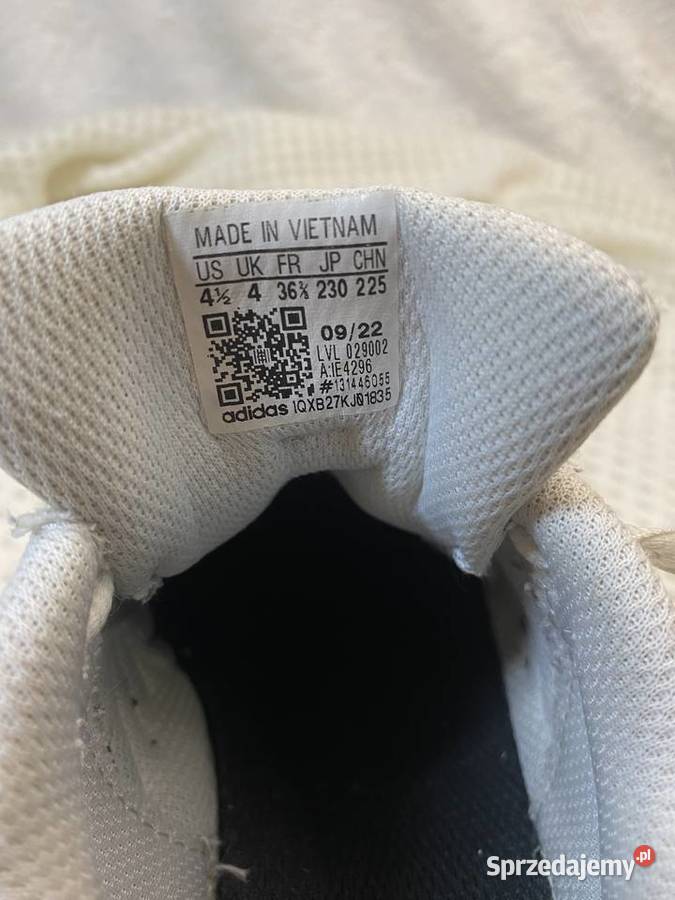 MADE IN VIETNAM
US UK FR JP CHN
4½ 4 36⅔ 230 225
09/22
LVL 029002
A:IE4296
#131446055
adidas IQXB27KJ01835
Sprzedajemy.pl